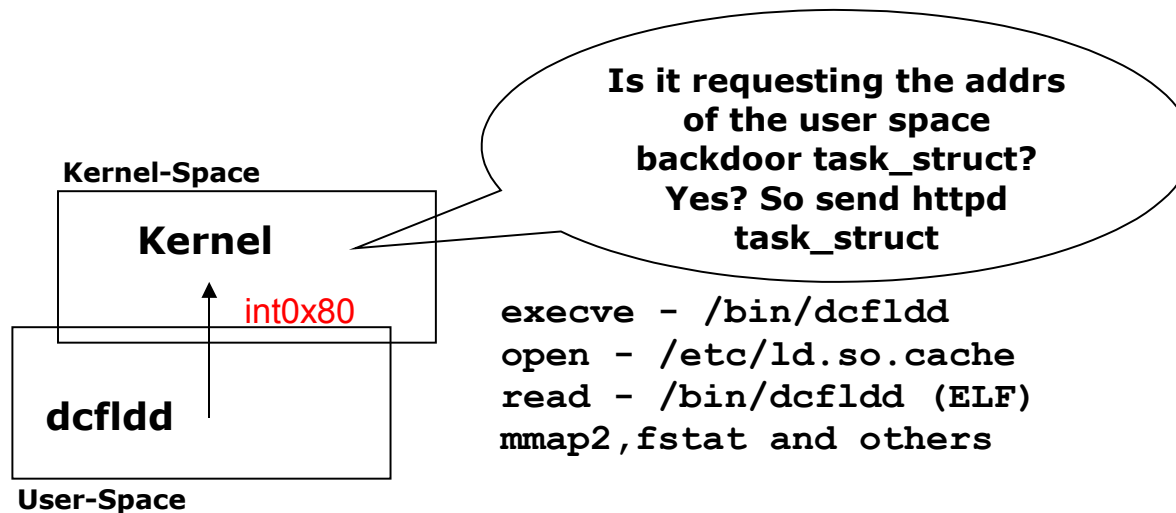 Is it requesting the addrs
of the user space
backdoor task_struct?
Yes? So send httpd
task_struct
Kernel-Space
Kernel
int0x80
execve - /bin/dcfldd
open - /etc/ld.so.cache
read - /bin/dcfldd (ELF)
mmap2,fstat and others
dcfldd
User-Space